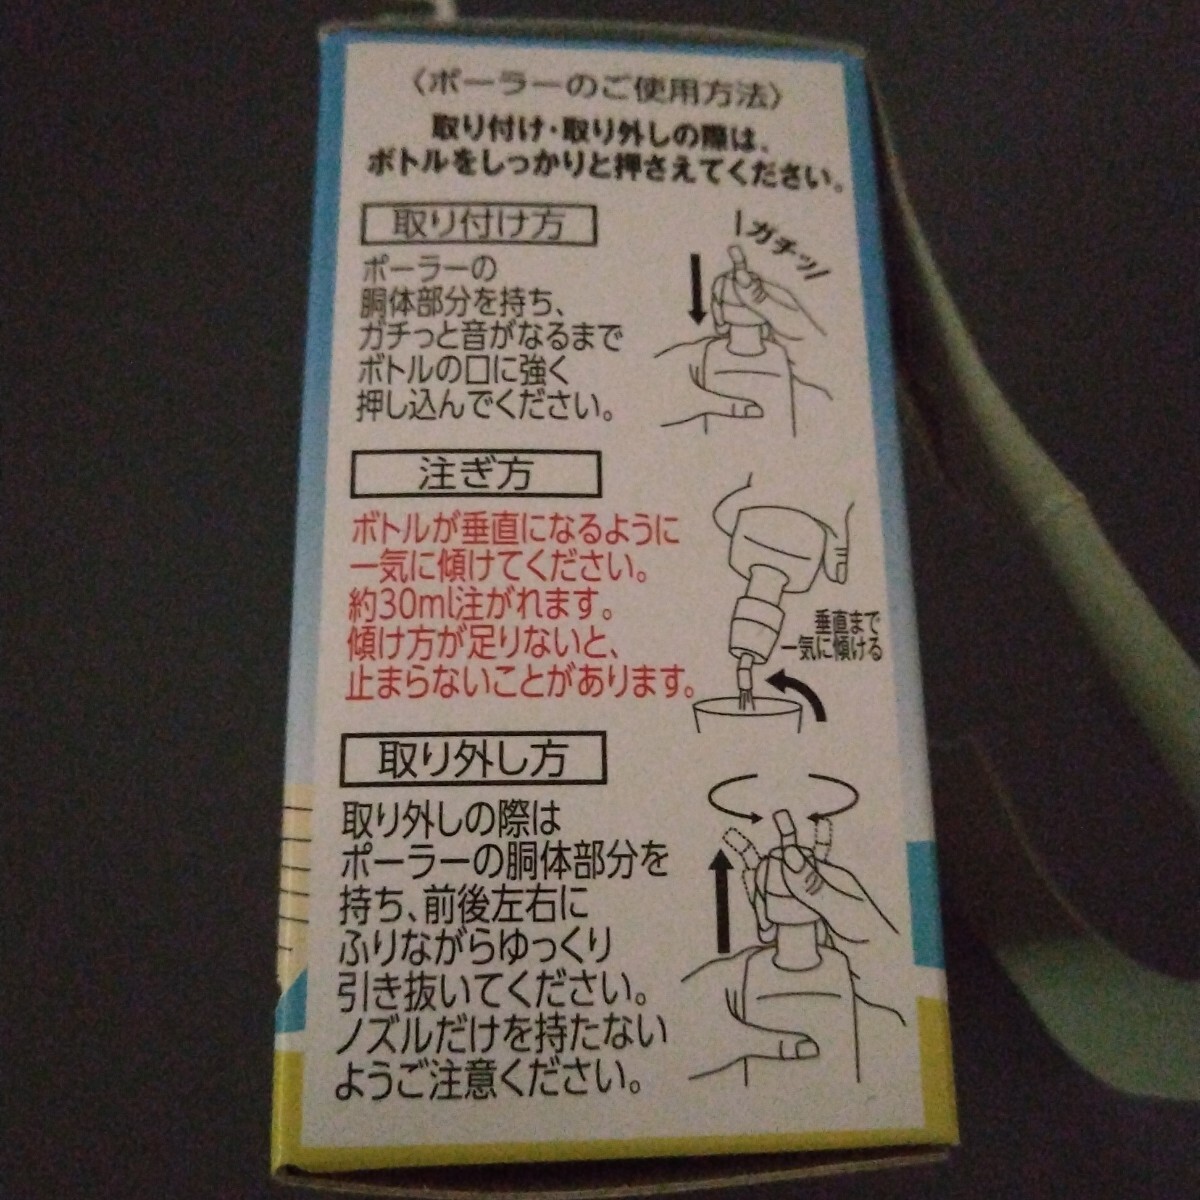 〈ポーラーのご使用方法〉
取り付け・取り外しの際は、
ボトルをしっかりと押さえてください。
取り付け方
ポーラーの
胴体部分を持ち、
ガチっと音がなるまで
ボトルの口に強く
押し込んでください。
ガチッ
注ぎ方
ボトルが垂直になるように
一気に傾けてください。
約30ml注がれます。
傾け方が足りないと、
止まらないことがあります。
垂直まで
一気に傾ける
取り外し方
取り外しの際は
ポーラーの胴体部分を
持ち、前後左右に
ふりながらゆっくり
引き抜いてください。
ノズルだけを持たない
ようご注意ください。